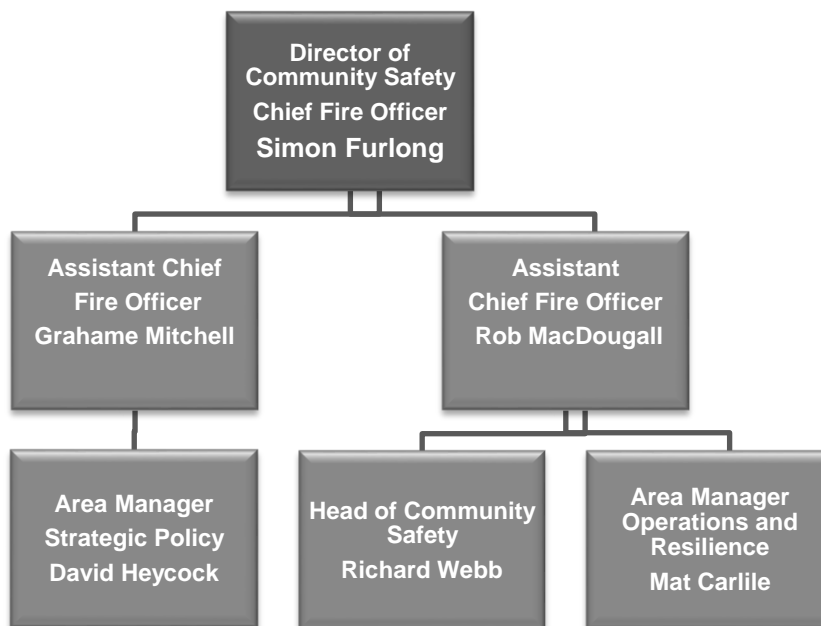 Director of
Community Safety
Chief Fire Officer
Simon Furlong
Assistant Chief
Fire Officer
Grahame Mitchell
Assistant
Chief Fire Officer
Rob MacDougall
Area Manager
Strategic Policy
David Heycock
Head of Community
Safety
Richard Webb
Area Manager
Operations and
Resilience
Mat Carlile